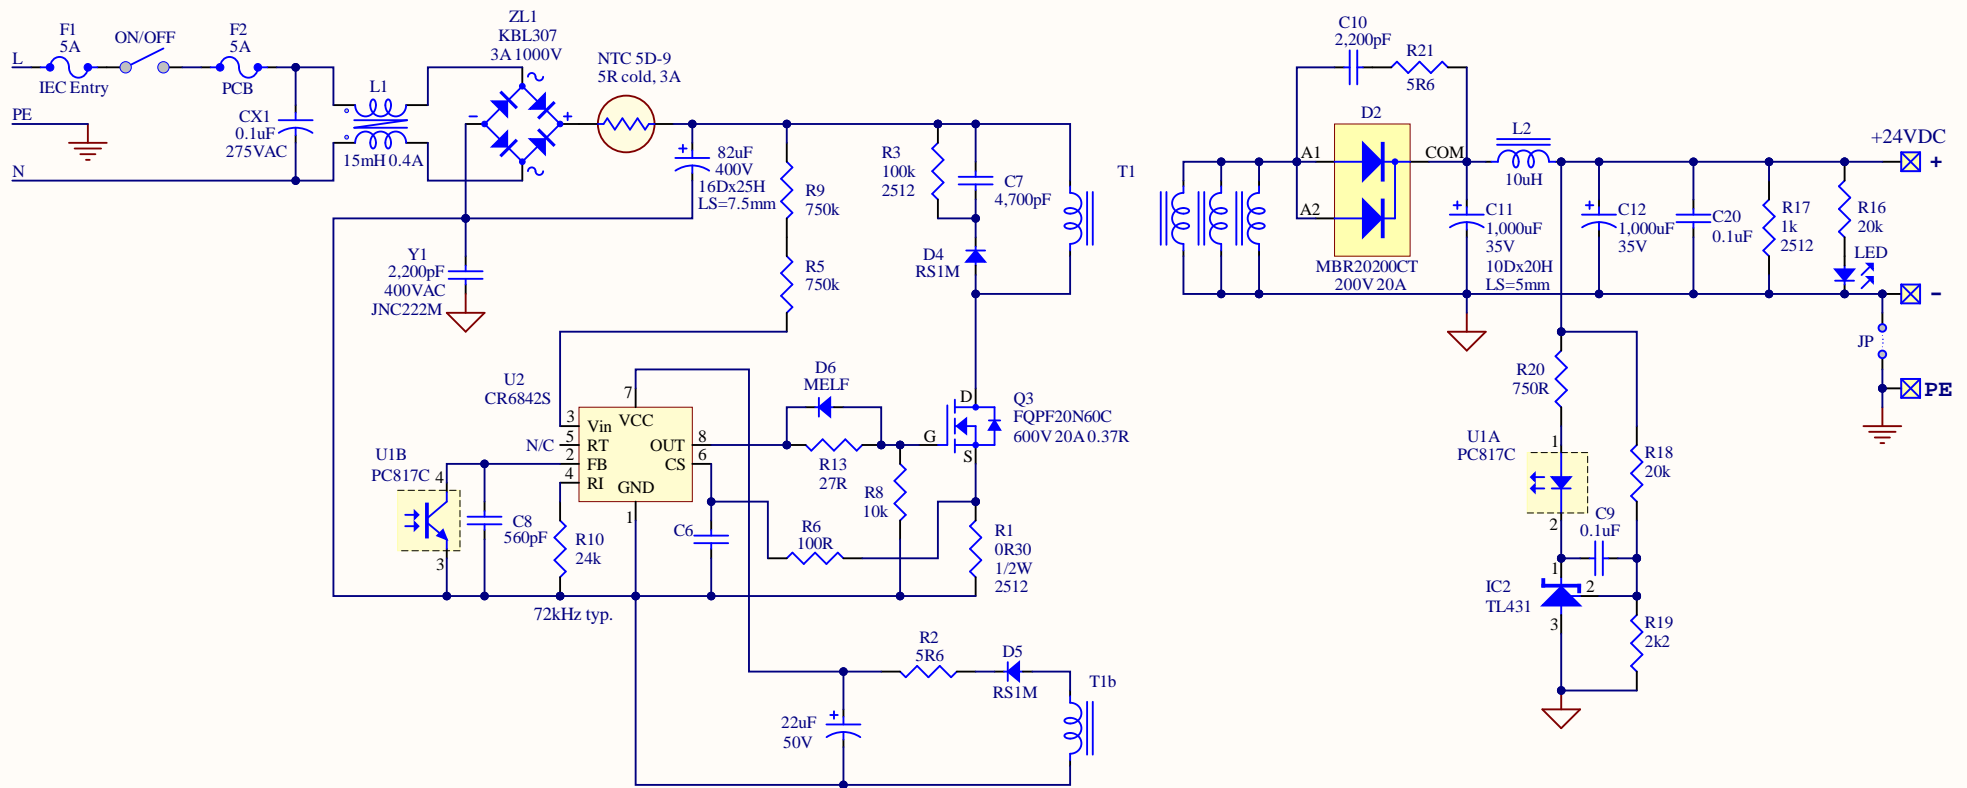 F1
5A
IEC Entry
ON/OFF
F2
5A
PCB
L
PE
N
CX1
0.1uF
275VAC
L1
15mH 0.4A
ZL1
KBL307
3A 1000V
NTC 5D-9
5R cold, 3A
-
+
+
82uF
400V
16Dx25H
LS=7.5mm
R9
750k
R5
750k
R3
100k
2512
C7
4,700pF
D4
RS1M
T1
Y1
2,200pF
400VAC
JNC222M
C10
2,200pF
R21
5R6
D2
A1
A2
COM
MBR20200CT
200V 20A
L2
10uH
+
C11
1,000uF
35V
10Dx20H
LS=5mm
+
C12
1,000uF
35V
C20
0.1uF
R17
1k
2512
R16
20k
LED
+24VDC
+
-
JP
PE
U2
CR6842S
7
VCC
3
Vin
N/C
5
RT
2
FB
4
RI
OUT
8
CS
6
GND
1
U1B
PC817C
4
3
C8
560pF
R10
24k
72kHz typ.
D6
MELF
R13
27R
R8
10k
C6
R6
100R
D
G
S
Q3
FQPF20N60C
600V 20A 0.37R
R1
0R30
1/2W
2512
R2
5R6
D5
RS1M
T1b
+
22uF
50V
R20
750R
U1A
PC817C
1
2
R18
20k
C9
0.1uF
IC2
TL431
1
2
3
R19
2k2